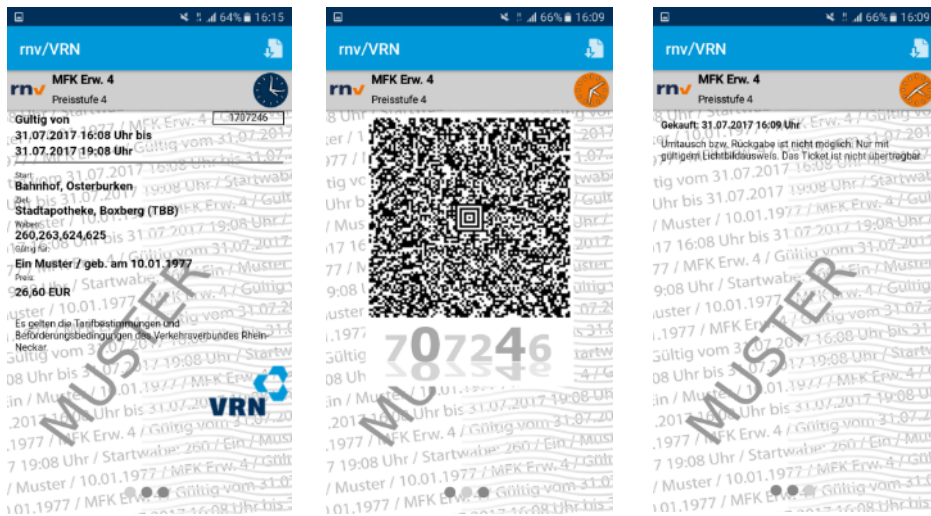 64% 16:15
rnv/VRN
rnv
MFK Erw. 4
Preisstufe 4
Gültig von
1707246
31.07.2017 16:08 Uhr bis
31.07.2017 19:08 Uhr
Start:
Bahnhof, Osterburken
Ziel:
Stadtapotheke, Boxberg (TBB)
Waben:
260,263,624,625
Gültig für:
Ein Muster / geb. am 10.01.1977
Preis:
26,60 EUR
Es gelten die Tarifbestimmungen und
Beförderungsbedingungen des Verkehrsverbundes Rhein-
Neckar.
MUSTER
VRN
66% 16:09
rnv/VRN
rnv
MFK Erw. 4
Preisstufe 4
707246
MUSTER
66% 16:09
rnv/VRN
rnv
MFK Erw. 4
Preisstufe 4
Gekauft: 31.07.2017 16:09 Uhr
Umtausch bzw. Rückgabe ist nicht möglich. Nur mit
gültigem Lichtbildausweis. Das Ticket ist nicht übertragbar.
MUSTER